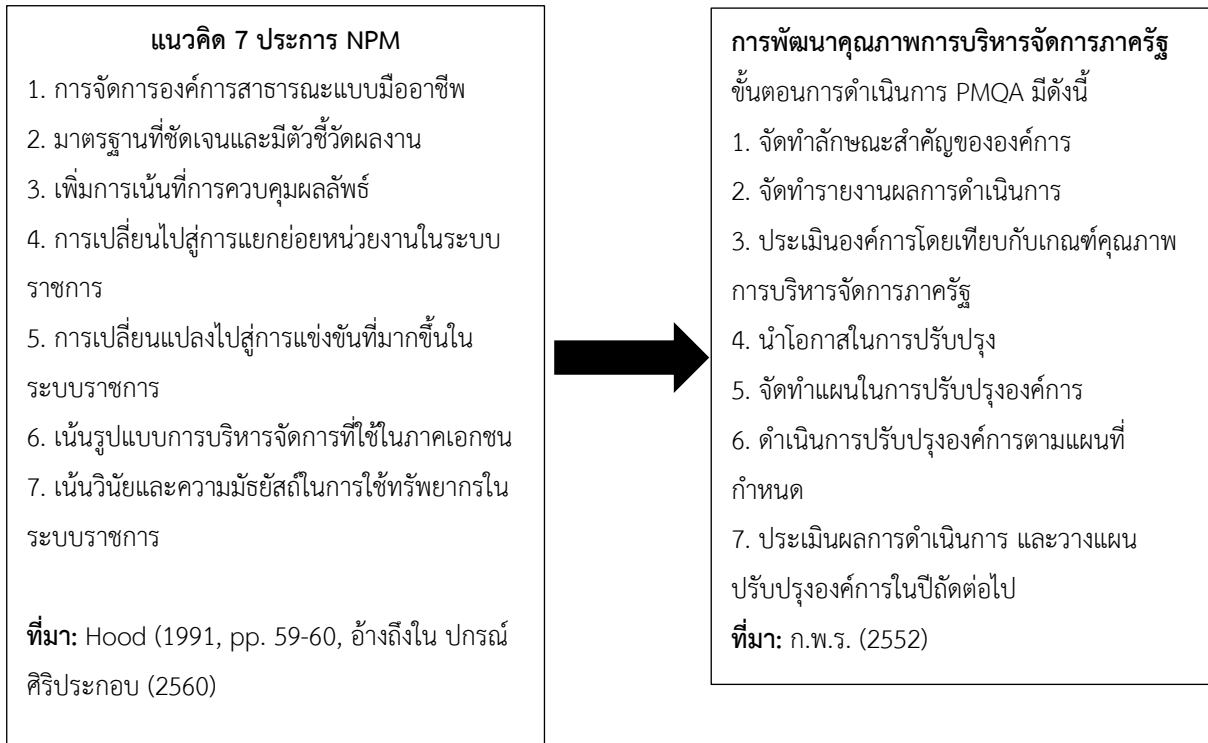 แนวคิด 7 ประการ NPM
1. การจัดการองค์การสาธารณะแบบมืออาชีพ
2. มาตรฐานที่ชัดเจนและมีตัวชี้วัดผลงาน
3. เพิ่มการเน้นที่การควบคุมผลลัพธ์
4. การเปลี่ยนไปสู่การแยกย่อยหน่วยงานในระบบ
ราชการ
5. การเปลี่ยนแปลงไปสู่การแข่งขันที่มากขึ้นใน
ระบบราชการ
6. เน้นรูปแบบการบริหารจัดการที่ใช้ในภาคเอกชน
7. เน้นวินัยและความมัธยัสถ์ในการใช้ทรัพยากรใน
ระบบราชการ
ที่มา: Hood (1991, pp. 59-60, อ้างถึงใน ปกรณ์
ศิริประกอบ (2560)
การพัฒนาคุณภาพการบริหารจัดการภาครัฐ
ขั้นตอนการดำเนินการ PMQA มีดังนี้
1. จัดทำลักษณะสำคัญขององค์การ
2. จัดทำรายงานผลการดำเนินการ
3. ประเมินองค์การโดยเทียบกับเกณฑ์คุณภาพ
การบริหารจัดการภาครัฐ
4. นำโอกาสในการปรับปรุง
5. จัดทำแผนในการปรับปรุงองค์การ
6. ดำเนินการปรับปรุงองค์การตามแผนที่
กำหนด
7. ประเมินผลการดำเนินการ และวางแผน
ปรับปรุงองค์การในปีถัดต่อไป
ที่มา: ก.พ.ร. (2552)